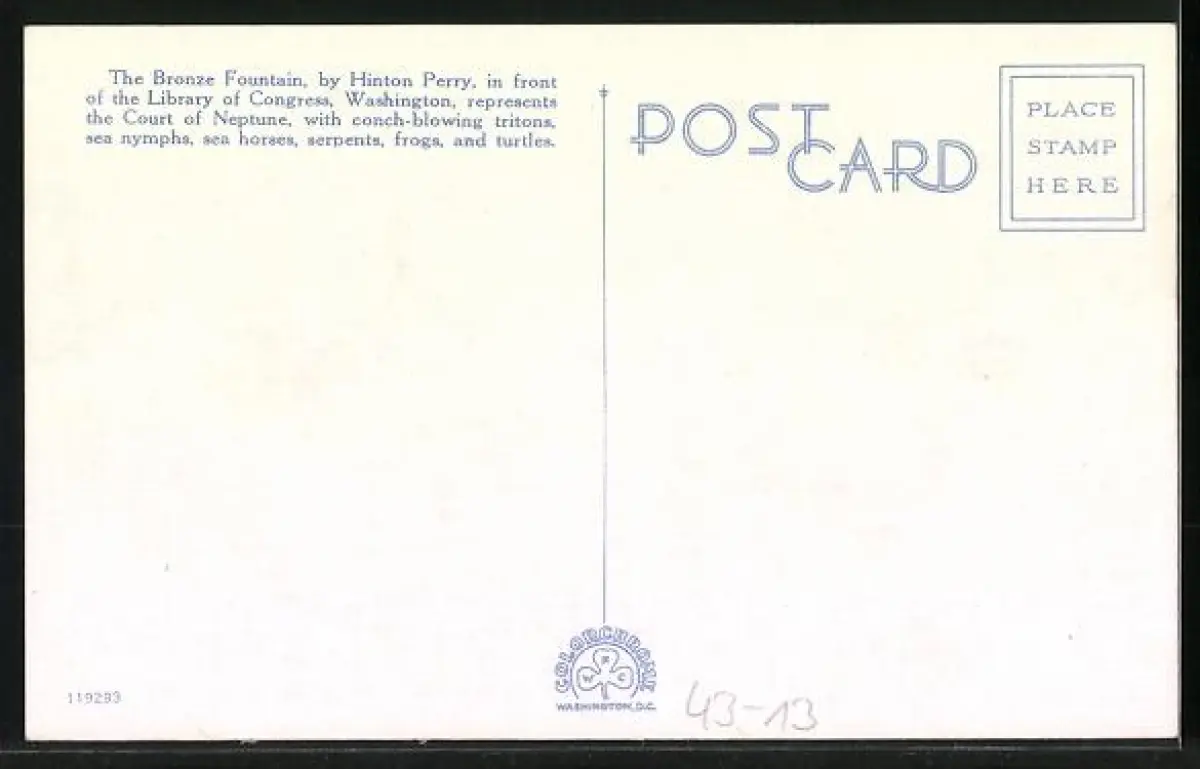 The Bronze Fountain, by Hinton Perry, in front
of the Library of Congress, Washington, represents
the Court of Neptune, with conch-blowing tritons,
sea nymphs, sea horses, serpents, frogs, and turtles.
POST
CARD
PLACE
STAMP
HERE
COLORCHROME
F
W C
WASHINGTON, D.C.
119293
43-13